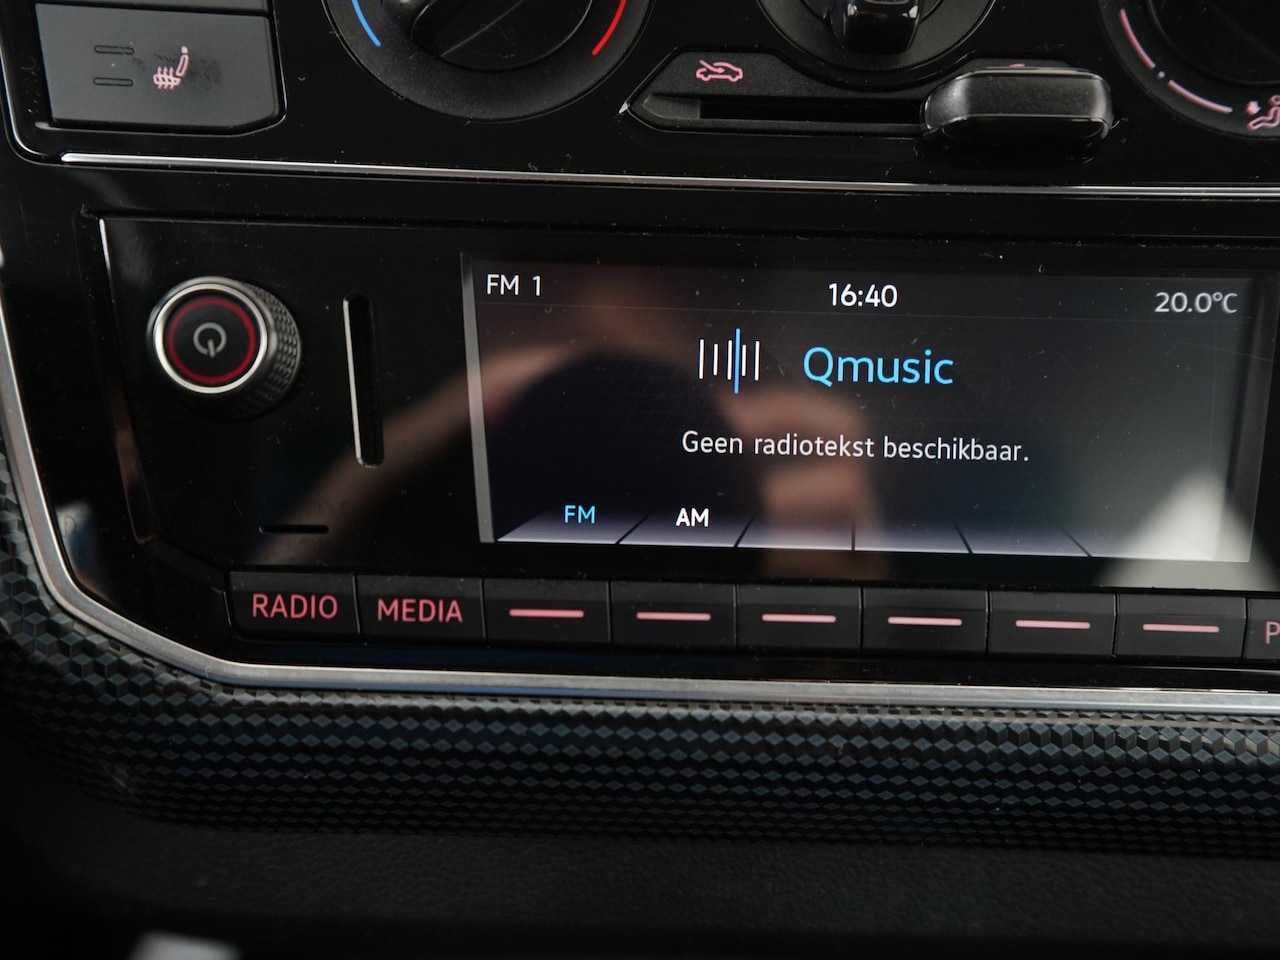 FM 1
16:40
20.0°C
Qmusic
Geen radiotekst beschikbaar.
FM AM
RADIO MEDIA P